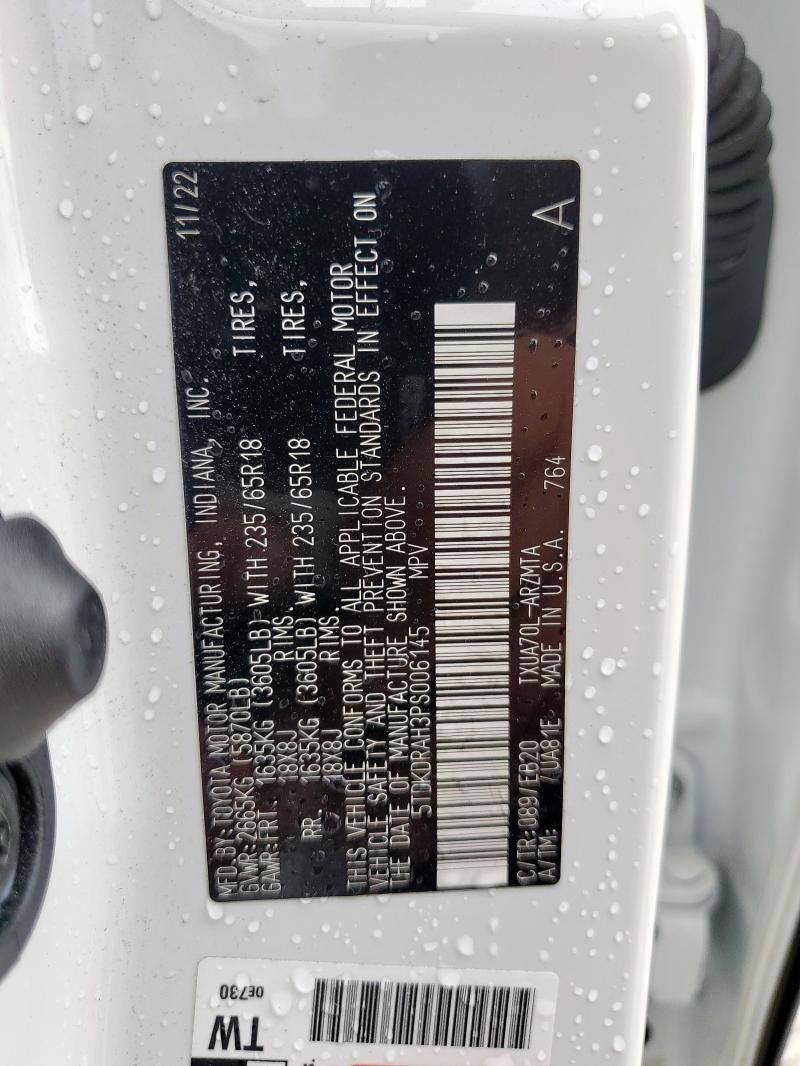 MFD BY: TOYOTA MOTOR MANUFACTURING, INDIANA, INC. 11/22
GVWR: 2665KG (5870LB)
GAWR: FRT 1635KG (3605LB) WITH 235/65R18 TIRES,
18X8J RIMS.
RR. 1635KG (3605LB) WITH 235/65R18 TIRES,
18X8J RIMS.
THIS VEHICLE CONFORMS TO ALL APPLICABLE FEDERAL MOTOR
VEHICLE SAFETY AND THEFT PREVENTION STANDARDS IN EFFECT ON
THE DATE OF MANUFACTURE SHOWN ABOVE.
5TDKDRAH3PS006145 MPV
C/TR: 089/EB20 TXUA70L-ARZMTA A
A/TM: /UA81E MADE IN U.S.A. 764
0E730
TW